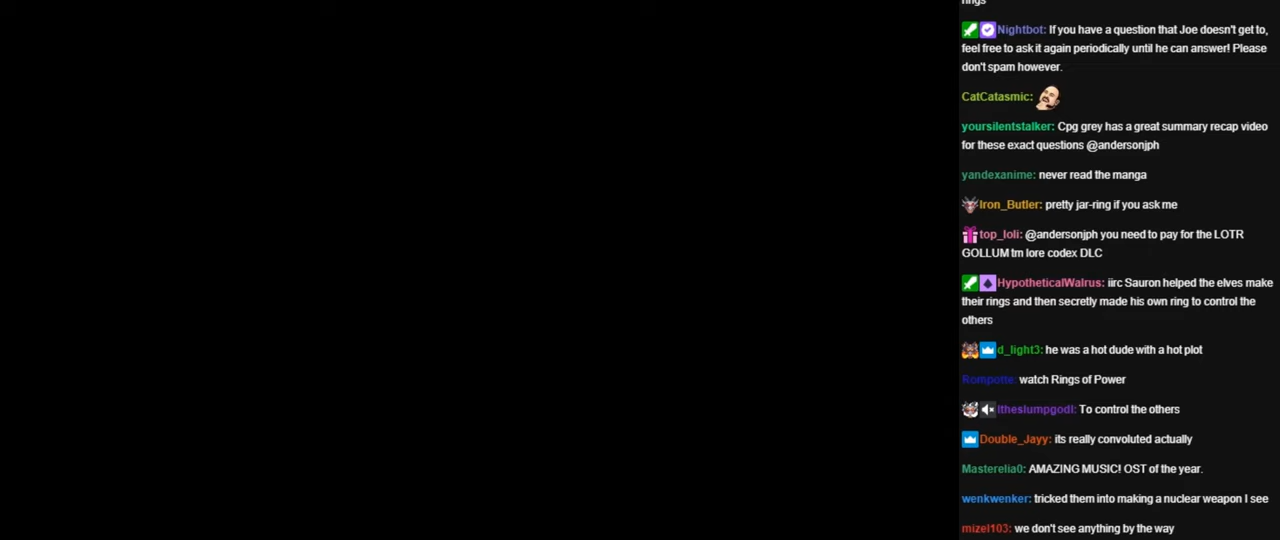 rings
Nightbot: If you have a question that Joe doesn't get to,
feel free to ask it again periodically until he can answer! Please
don't spam however.
CatCatasmic:
yoursilentstalker: Cpg grey has a great summary recap video
for these exact questions @andersonjph
yandexanime: never read the manga
Iron_Butler: pretty jar-ring if you ask me
top_loli: @andersonjph you need to pay for the LOTR
GOLLUM tm lore codex DLC
HypotheticalWalrus: iirc Sauron helped the elves make
their rings and then secretly made his own ring to control the
others
d_light3: he was a hot dude with a hot plot
Rompotte: watch Rings of Power
ltheslumpgodl: To control the others
Double_Jayy: its really convoluted actually
Masterelia0: AMAZING MUSIC! OST of the year.
wenkwenker: tricked them into making a nuclear weapon I see
mizel103: we don't see anything by the way